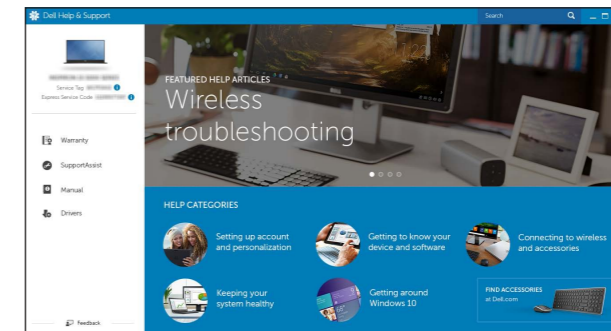 Dell Help & Support
Search
Service Tag
Express Service Code
Warranty
SupportAssist
Manual
Drivers
Feedback
FEATURED HELP ARTICLES
Wireless
troubleshooting
HELP CATEGORIES
Setting up account
and personalization
Getting to know your
device and software
Connecting to wireless
and accessories
Keeping your
system healthy
Getting around
Windows 10
FIND ACCESSORIES
at Dell.com